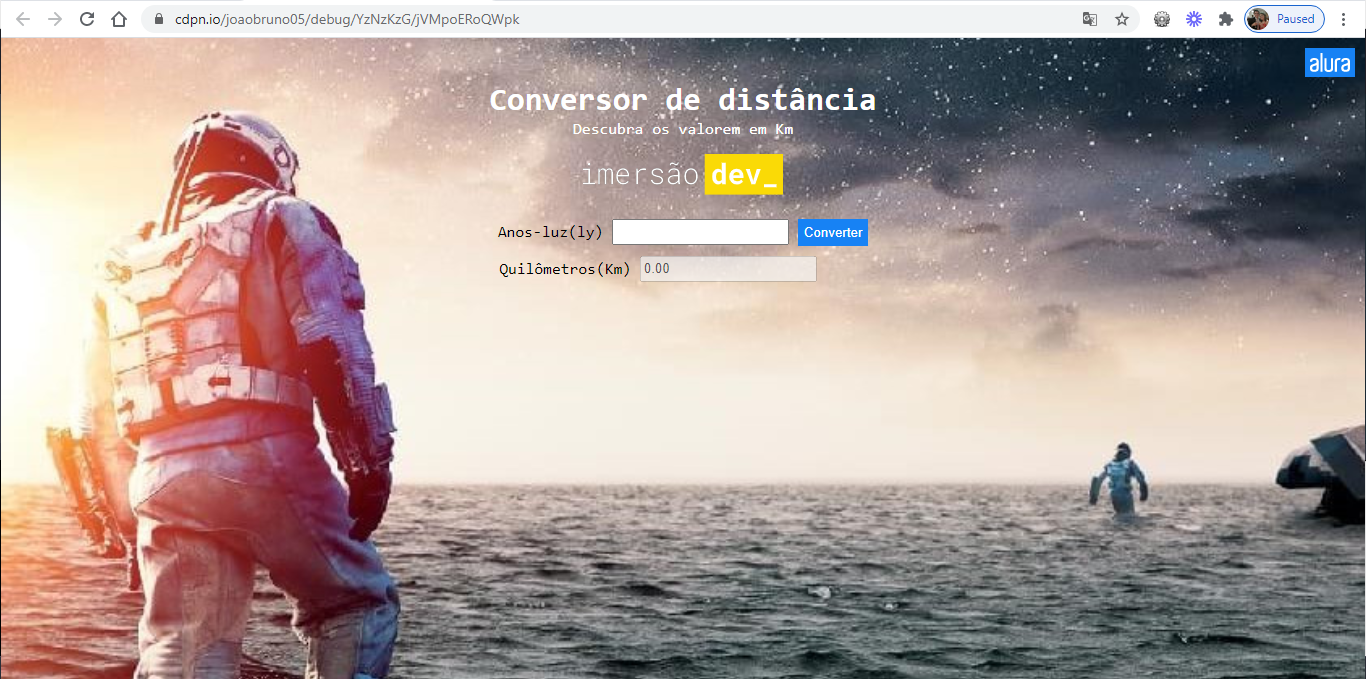 cdpn.io/joaobruno05/debug/YzNzKzG/jVMpoERoQWpk
Paused
alura
Conversor de distância
Descubra os valorem em Km
imersão dev_
Anos-luz(ly) Converter
Quilômetros(Km) 0.00